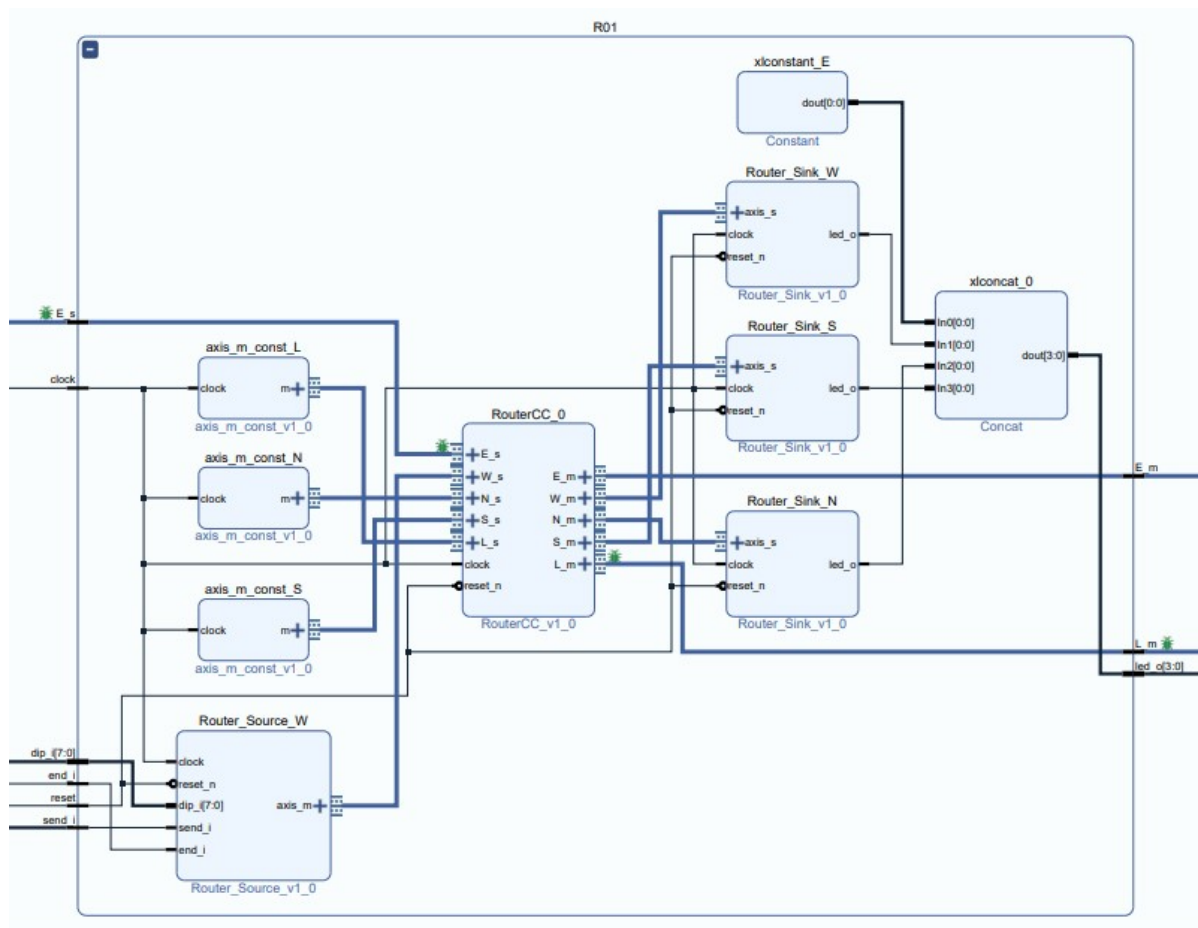 R01
xlconstant_E
dout[0:0]
Constant
Router_Sink_W
axis_s
clock
led_o
reset_n
Router_Sink_v1_0
xlconcat_0
In0[0:0]
In1[0:0]
In2[0:0]
In3[0:0]
dout[3:0]
Concat
E_s
clock
axis_m_const_L
clock
m
axis_m_const_v1_0
Router_Sink_S
axis_s
clock
led_o
reset_n
Router_Sink_v1_0
RouterCC_0
E_s
W_s
N_s
S_s
L_s
clock
reset_n
E_m
W_m
N_m
S_m
L_m
RouterCC_v1_0
axis_m_const_N
clock
m
axis_m_const_v1_0
E_m
Router_Sink_N
axis_s
clock
led_o
reset_n
Router_Sink_v1_0
axis_m_const_S
clock
m
axis_m_const_v1_0
L_m
led_o[3:0]
Router_Source_W
clock
reset_n
dip_i[7:0]
send_i
end_i
axis_m
Router_Source_v1_0
dip_i[7:0]
end_i
reset
send_i